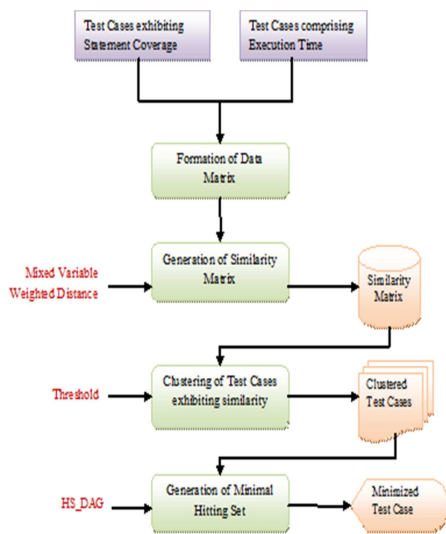 Test Cases exhibiting
Statement Coverage
Test Cases comprising
Execution Time
Formation of Data
Matrix
Mixed Variable
Weighted Distance
Generation of Similarity
Matrix
Similarity
Matrix
Threshold
Clustering of Test Cases
exhibiting similarity
Clustered
Test Cases
HS_DAG
Generation of Minimal
Hitting Set
Minimized
Test Case